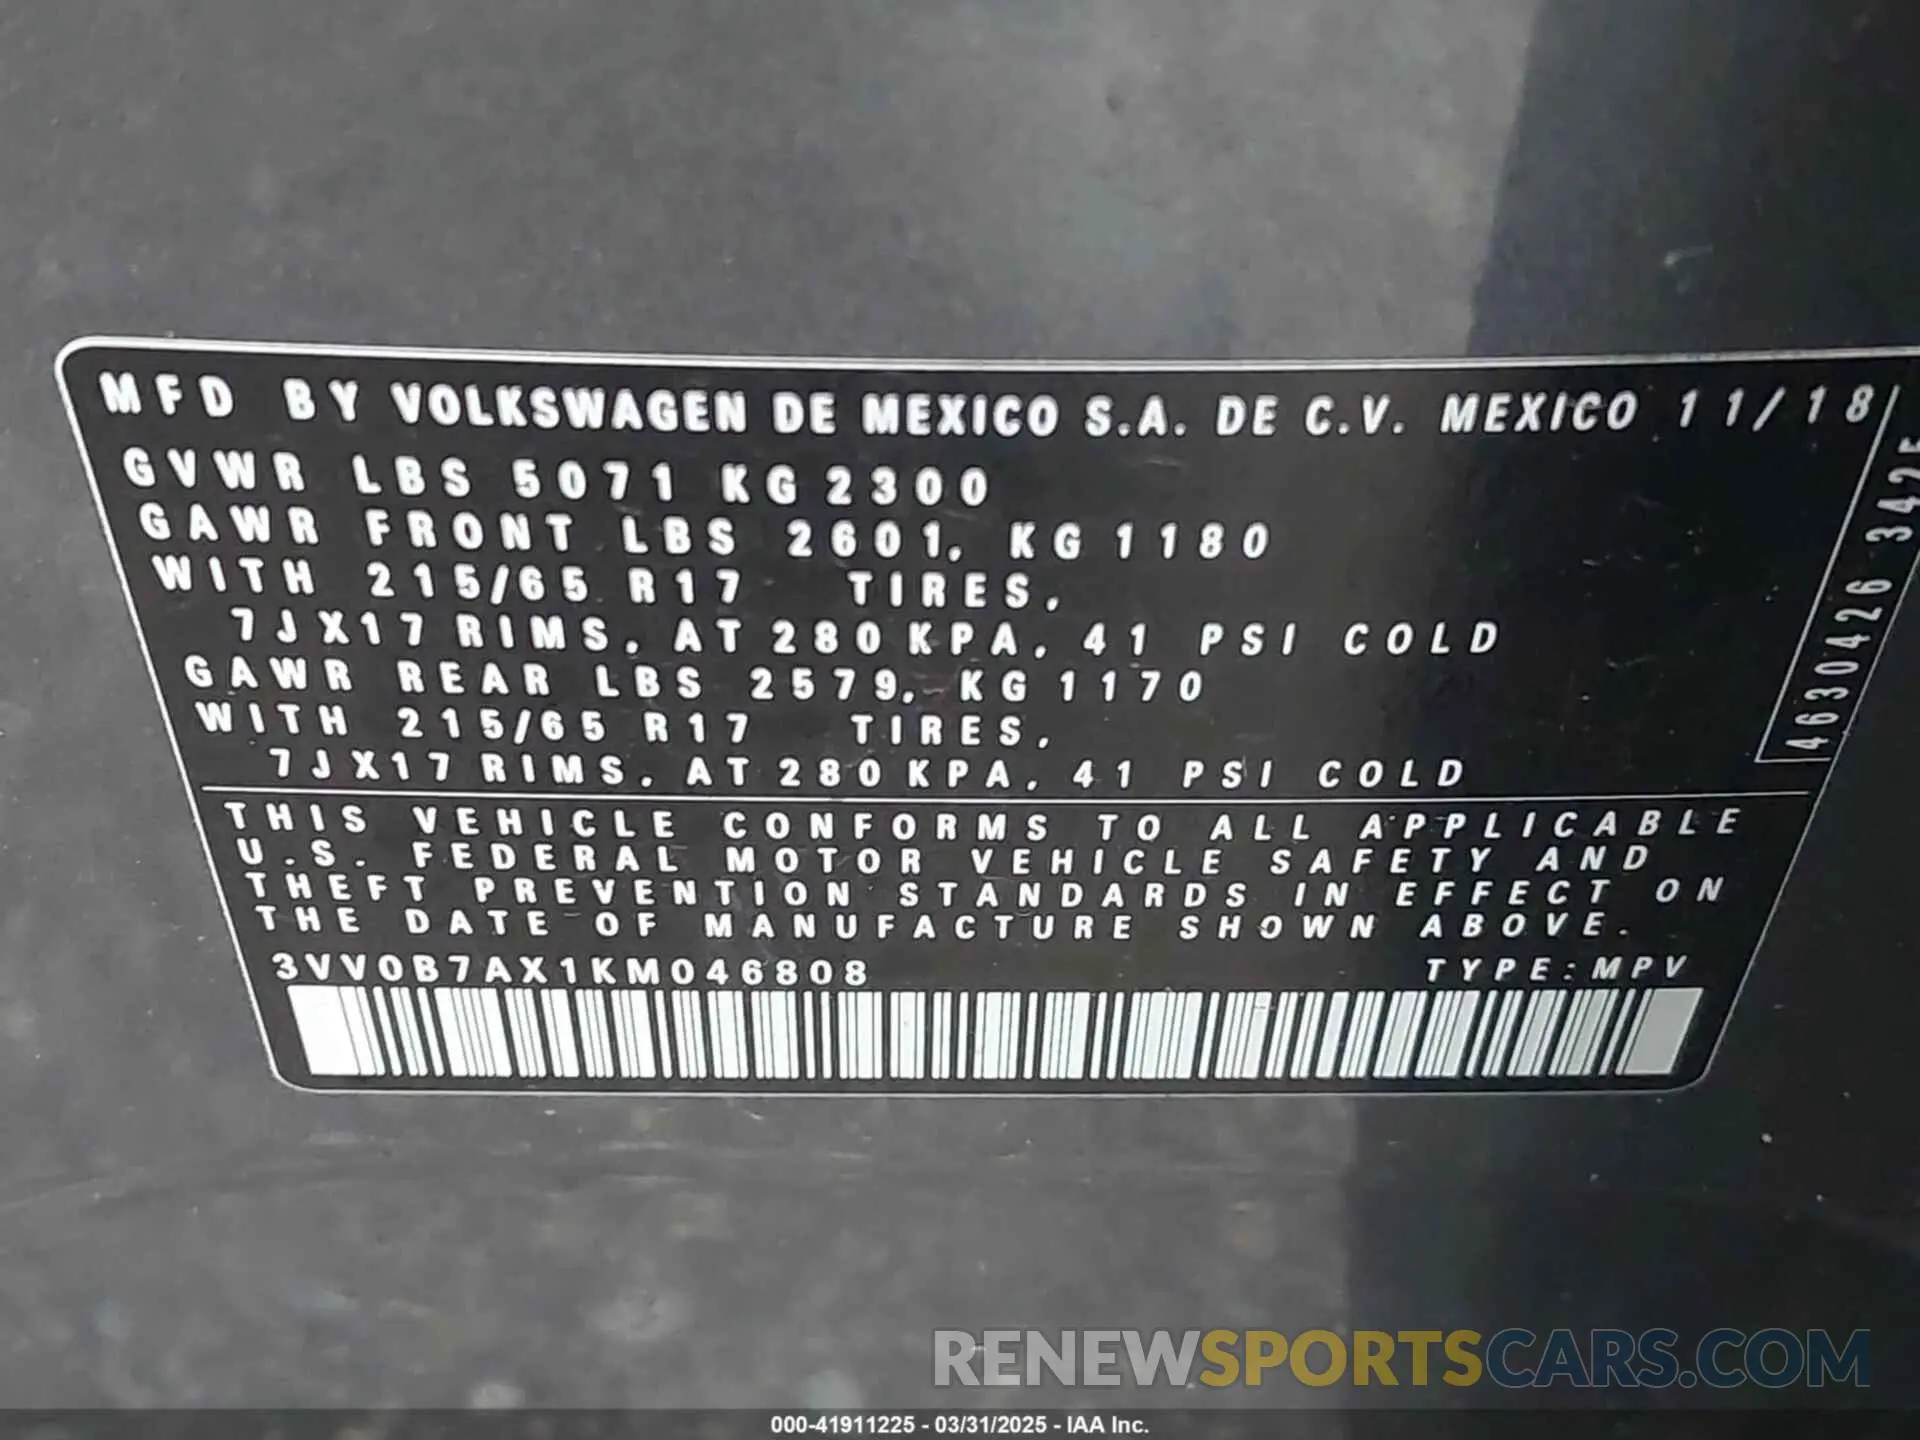 MFD BY VOLKSWAGEN DE MEXICO S.A. DE C.V. MEXICO 11/18
GVWR LBS 5071 KG 2300
GAWR FRONT LBS 2601, KG 1180
WITH 215/65 R17 TIRES,
7JX17 RIMS, AT 280 KPA, 41 PSI COLD
GAWR REAR LBS 2579, KG 1170
WITH 215/65 R17 TIRES,
7JX17 RIMS, AT 280 KPA, 41 PSI COLD
THIS VEHICLE CONFORMS TO ALL APPLICABLE
U.S. FEDERAL MOTOR VEHICLE SAFETY AND
THEFT PREVENTION STANDARDS IN EFFECT ON
THE DATE OF MANUFACTURE SHOWN ABOVE.
3VV0B7AX1KM046808 TYPE: MPV
4630426
RENEWSPORTSCARS.COM
000-41911225 - 03/31/2025 - IAA Inc.